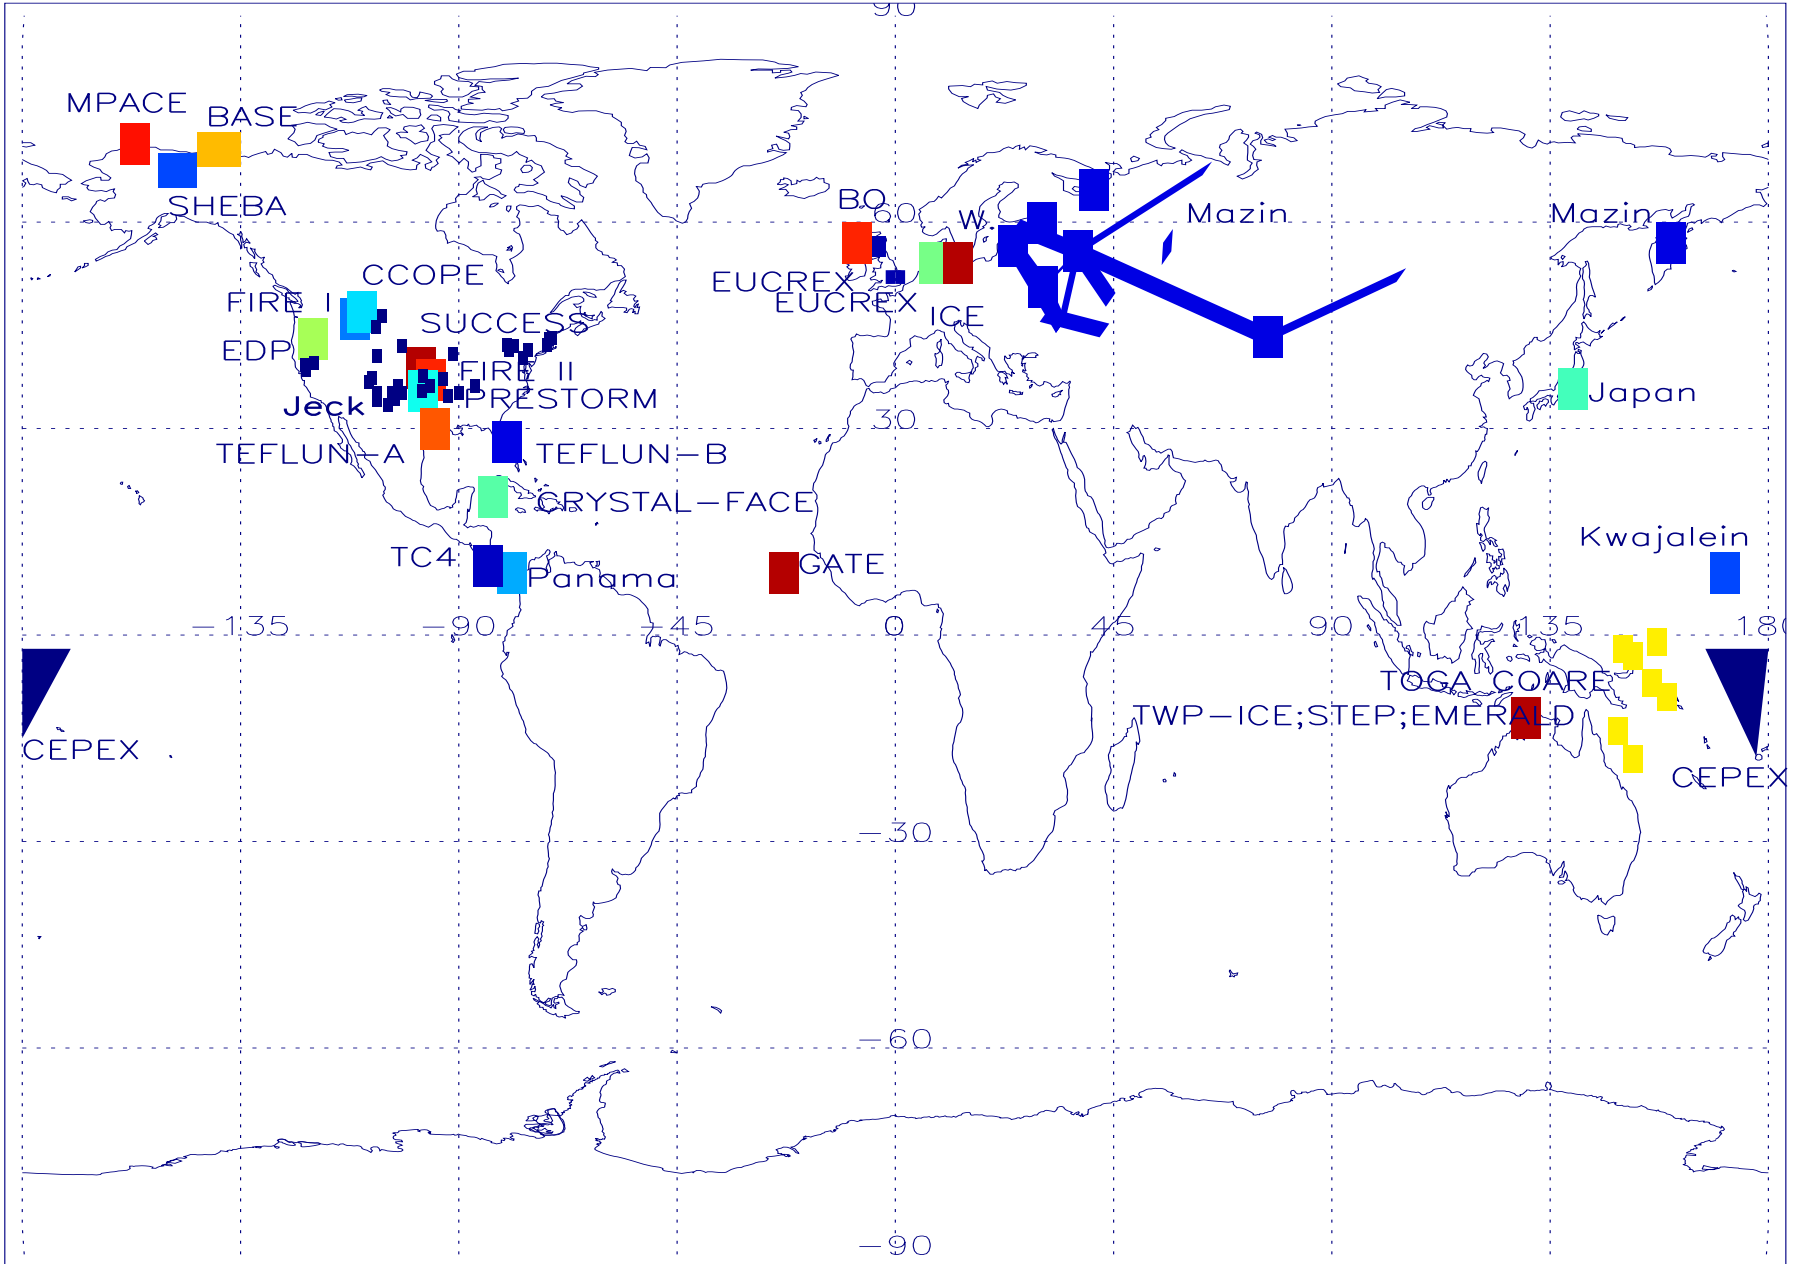 90
MPACE
BASE
SHEBA
BO
60
W.
Mazin
Mazin
CCOPE
EUCREX
FIRE I
EUCREX
ICE
SUCCESS
EDP
FIRE II
Jeck
PRESTORM
Japan
30
TEFLUN-A
TEFLUN-B
CRYSTAL-FACE
Kwajalein
TC4
Panama
GATE
-135
-90
-45
0
45
90
135
180
TOGA COARE
TWP-ICE;STEP;EMERALD
CEPEX
CEPEX
-30
-60
-90